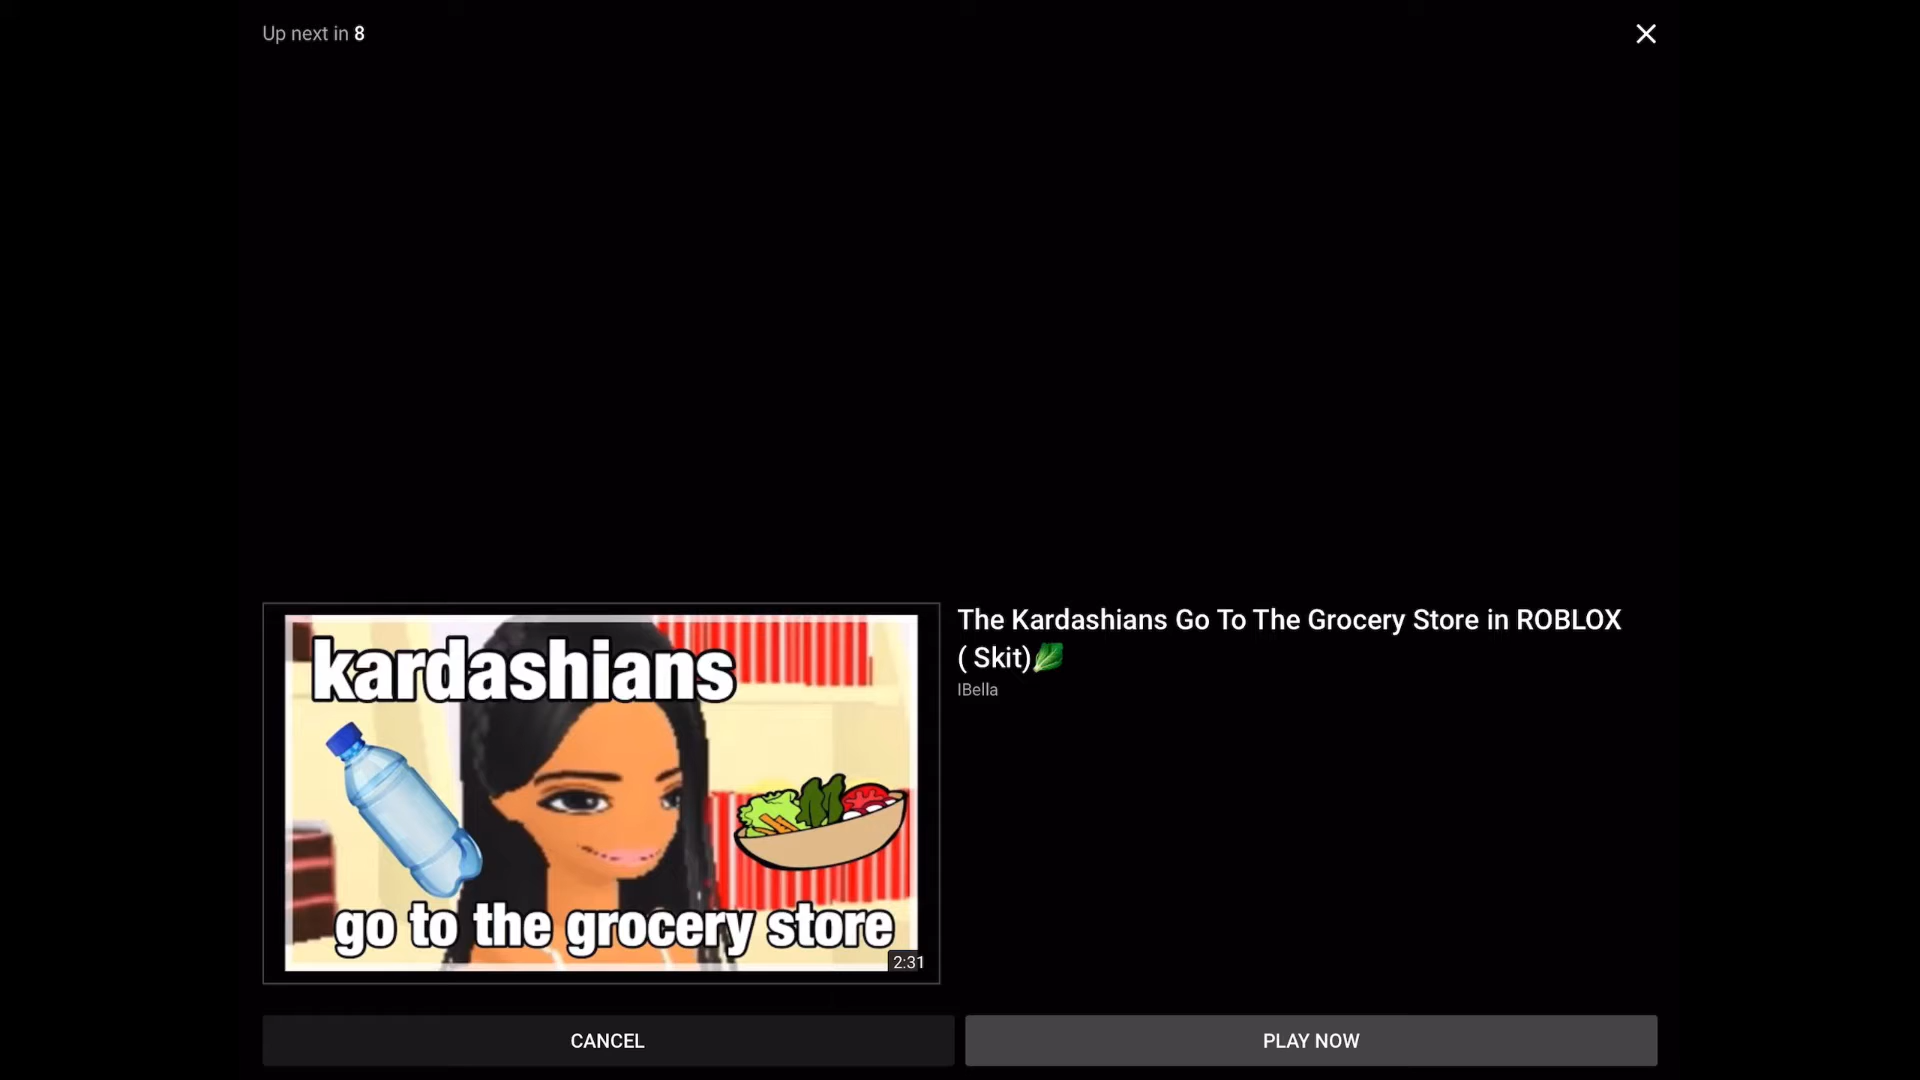 Up next in 8
kardashians
go to the grocery store
2:31
The Kardashians Go To The Grocery Store in ROBLOX
( Skit)🥬
IBella
CANCEL
PLAY NOW